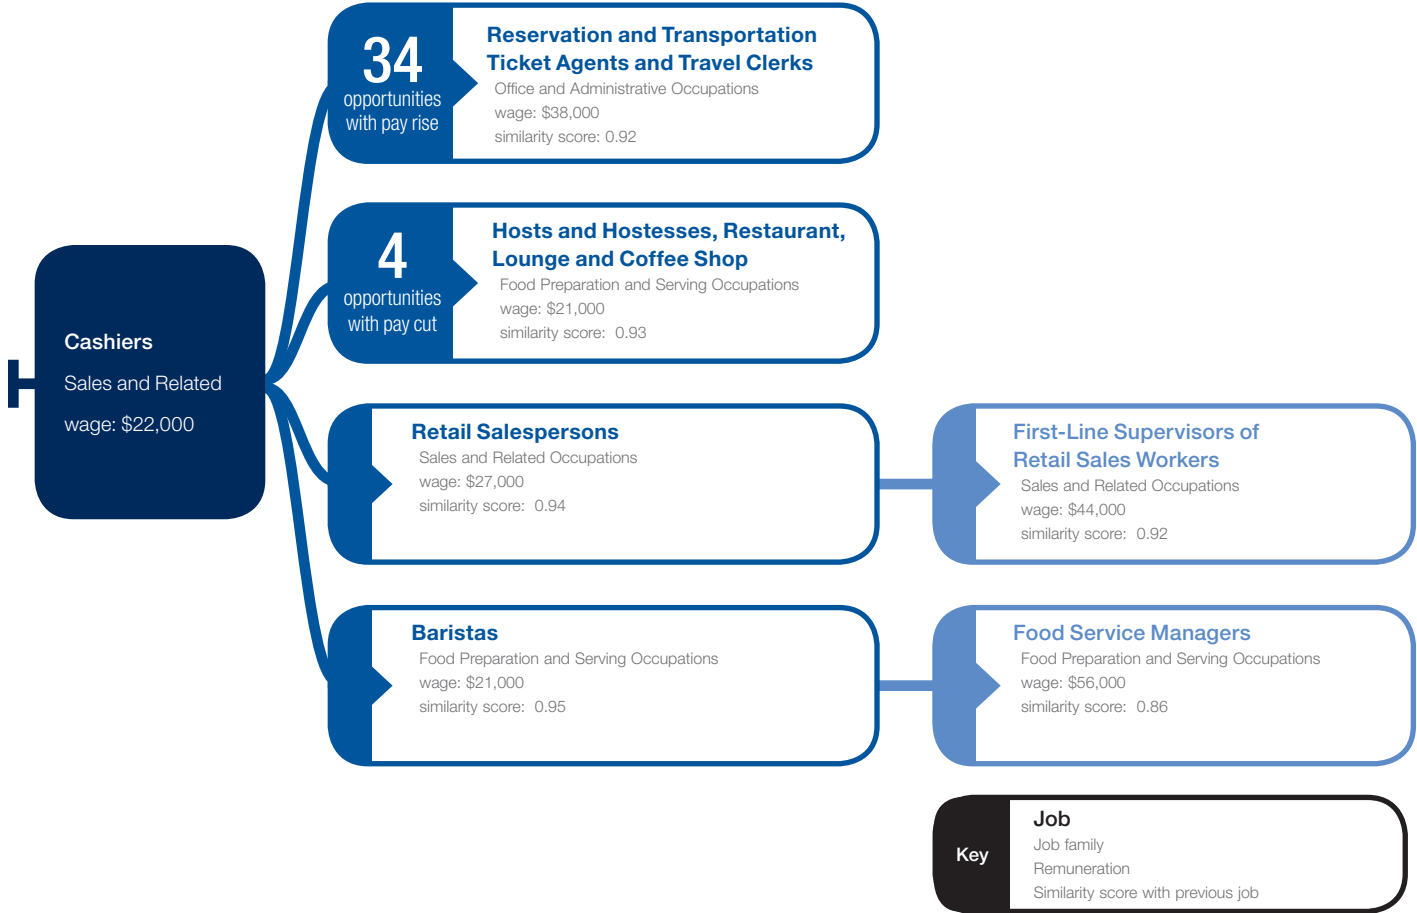 34
opportunities
with pay rise
Reservation and Transportation
Ticket Agents and Travel Clerks
Office and Administrative Occupations
wage: $38,000
similarity score: 0.92
4
opportunities
with pay cut
Hosts and Hostesses, Restaurant,
Lounge and Coffee Shop
Food Preparation and Serving Occupations
wage: $21,000
similarity score: 0.93
Cashiers
Sales and Related
wage: $22,000
Retail Salespersons
Sales and Related Occupations
wage: $27,000
similarity score: 0.94
First-Line Supervisors of
Retail Sales Workers
Sales and Related Occupations
wage: $44,000
similarity score: 0.92
Baristas
Food Preparation and Serving Occupations
wage: $21,000
similarity score: 0.95
Food Service Managers
Food Preparation and Serving Occupations
wage: $56,000
similarity score: 0.86
Key
Job
Job family
Remuneration
Similarity score with previous job